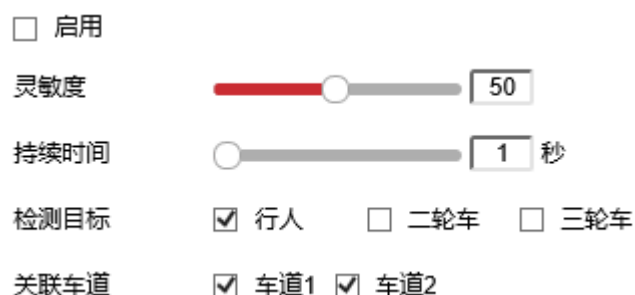 启用
灵敏度 50
持续时间 1 秒
检测目标 行人 二轮车 三轮车
关联车道 车道1 车道2